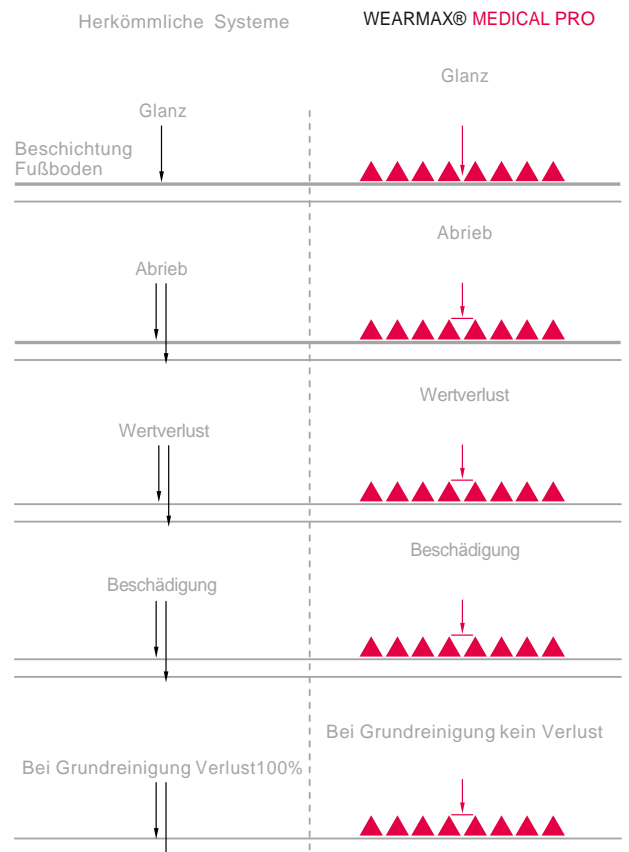 Herkömmliche Systeme
WEARMAX® MEDICAL PRO
Glanz
Glanz
Beschichtung
Fußboden
Abrieb
Abrieb
Wertverlust
Wertverlust
Beschädigung
Beschädigung
Bei Grundreinigung kein Verlust
Bei Grundreinigung Verlust100%